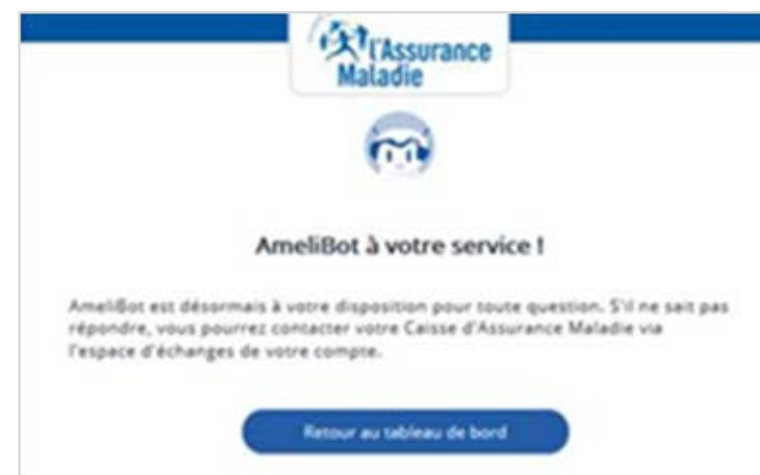 l'Assurance
Maladie
AmeliBot à votre service !
AmeliBot est désormais à votre disposition pour toute question. S'il ne sait pas
répondre, vous pourrez contacter votre Caisse d'Assurance Maladie via
l'espace d'échanges de votre compte.
Retour au tableau de bord